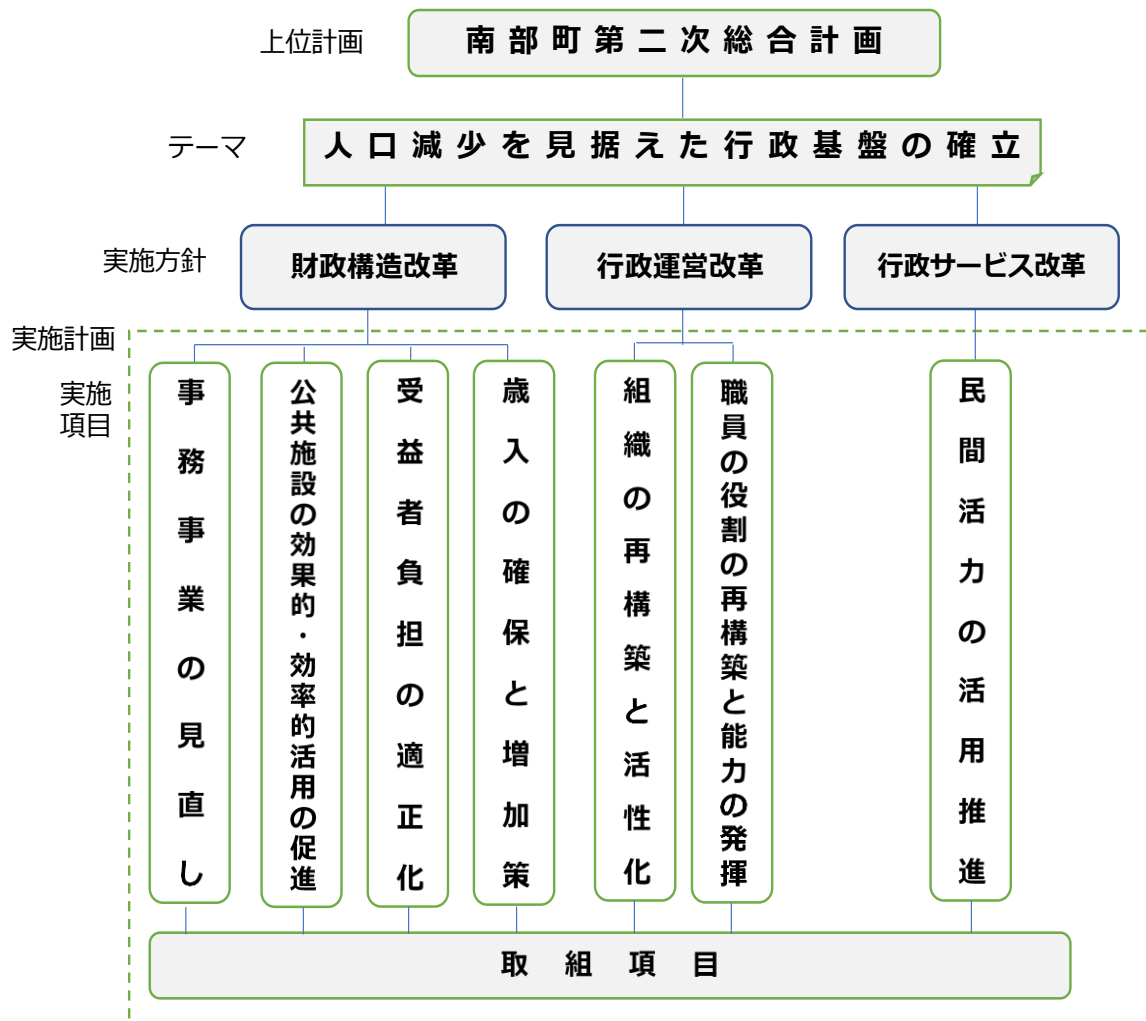 上位計画
南部町第二次総合計画
テーマ
人口減少を見据えた行政基盤の確立
実施方針
財政構造改革
行政運営改革
行政サービス改革
実施計画
実施
項目
事務事業の見直し
公共施設の効果的・効率的活用の促進
受益者負担の適正化
歳入の確保と増加策
組織の再構築と活性化
職員の役割の再構築と能力の発揮
民間活力の活用推進
取組項目